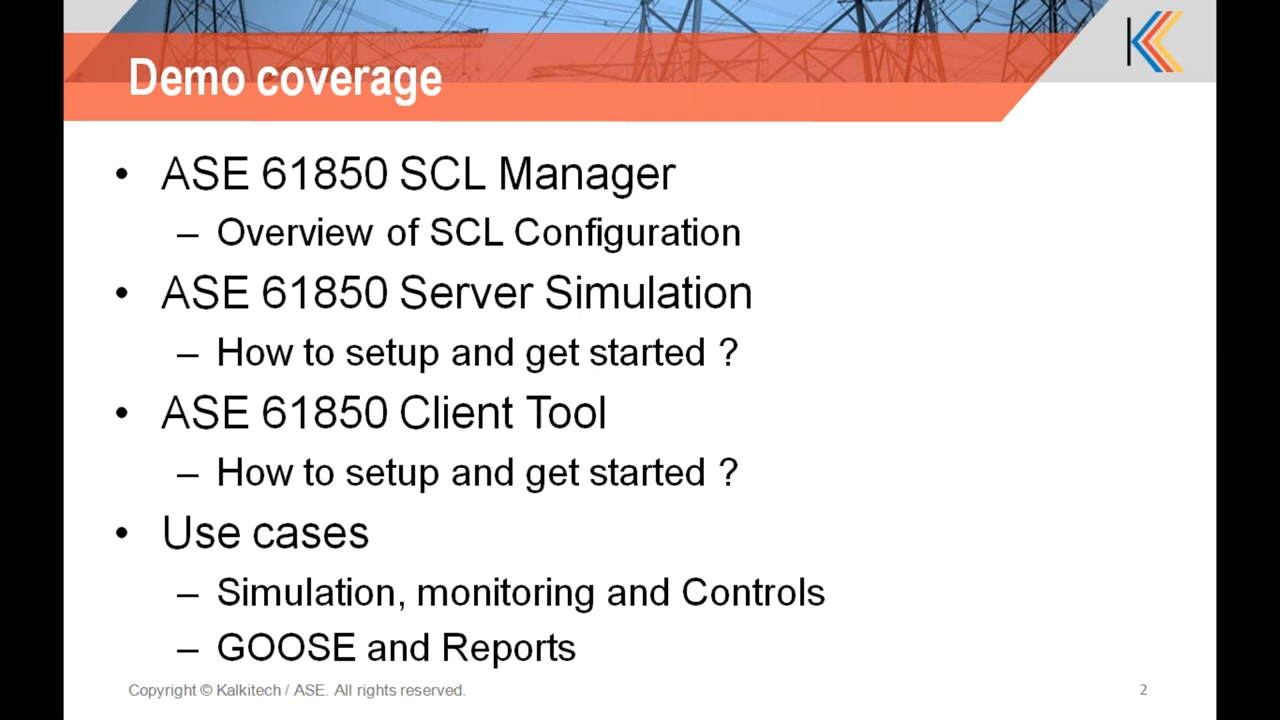 Demo coverage
• ASE 61850 SCL Manager
– Overview of SCL Configuration
• ASE 61850 Server Simulation
– How to setup and get started ?
• ASE 61850 Client Tool
– How to setup and get started ?
• Use cases
– Simulation, monitoring and Controls
– GOOSE and Reports
Copyright © Kalkitech / ASE. All rights reserved.
2